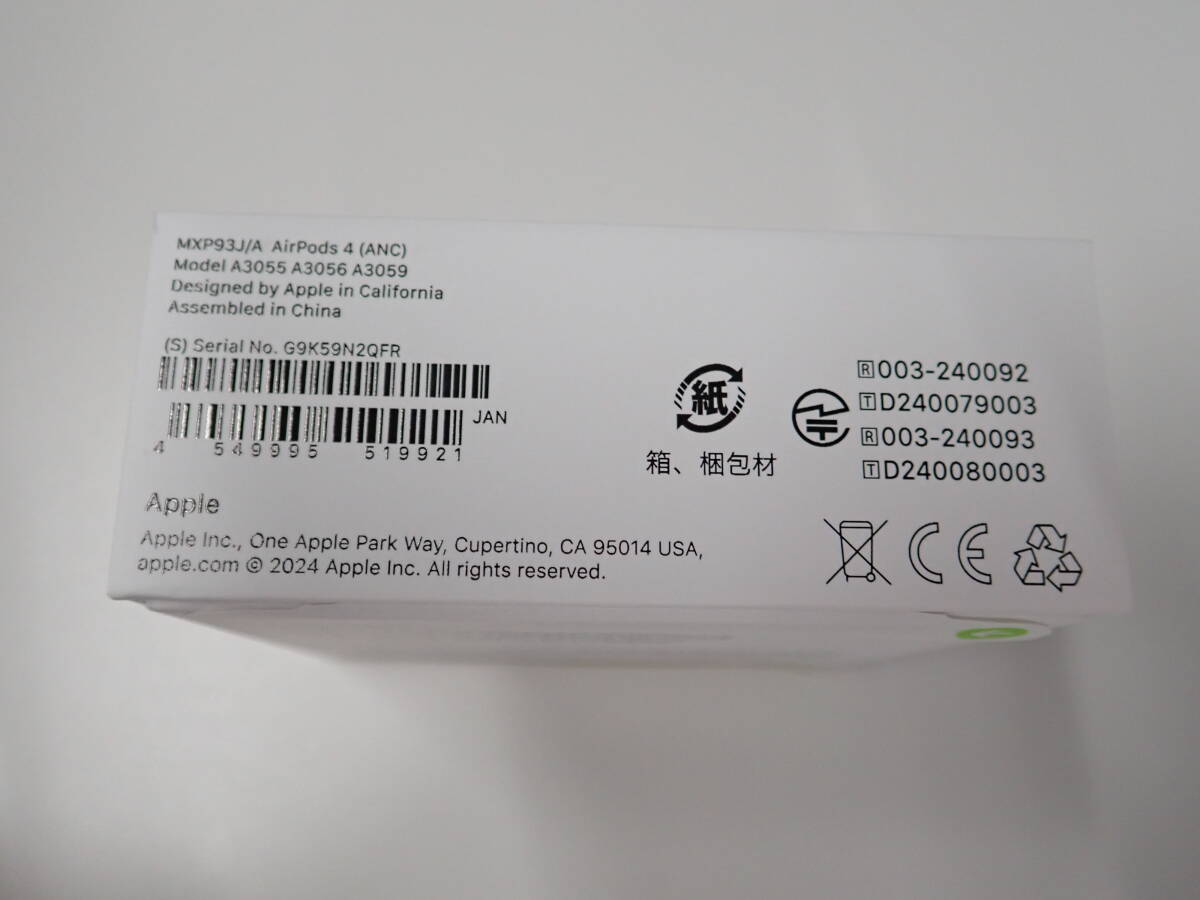 MXP93J/A AirPods 4 (ANC)
Model A3055 A3056 A3059
Designed by Apple in California
Assembled in China
(S) Serial No. G9K59N2QFR
JAN
4 549995 519921
紙
箱、梱包材
R003-240092
TD240079003
R003-240093
TD240080003
Apple
Apple Inc., One Apple Park Way, Cupertino, CA 95014 USA,
apple.com © 2024 Apple Inc. All rights reserved.
CE